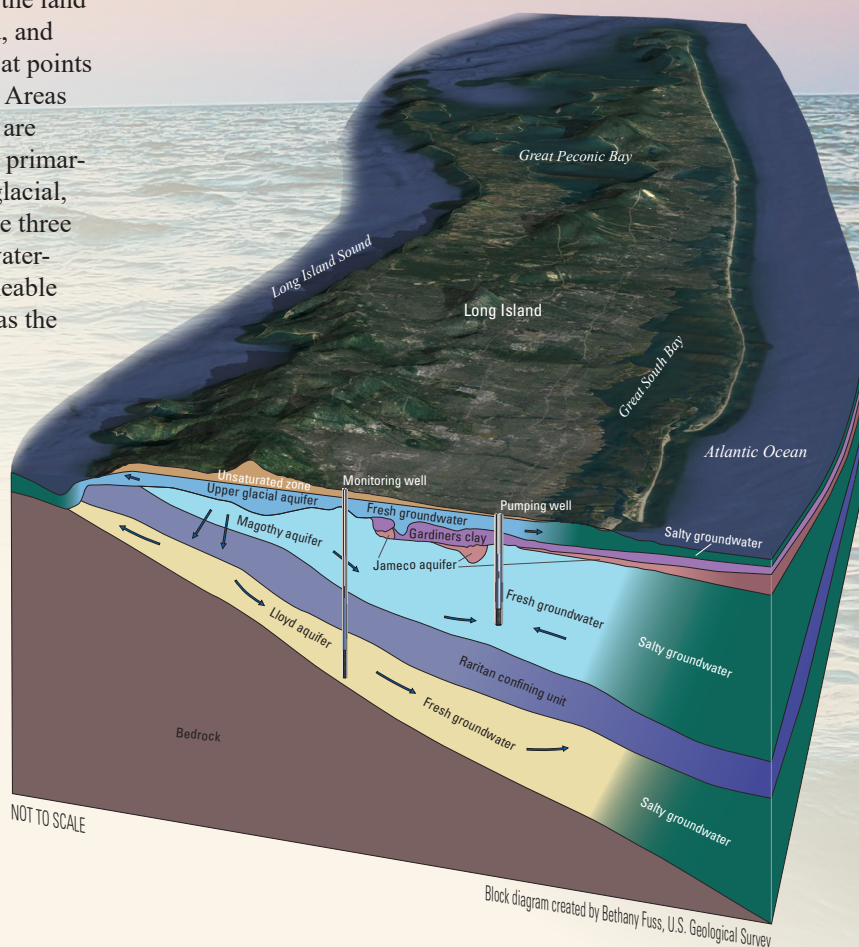 the land
, and
at points
Areas
are
primar-
glacial,
e three
vater-
eable
as the
Great Peconic Bay
Long Island Sound
Long Island
Great South Bay
Atlantic Ocean
Unsaturated zone
Monitoring well
Upper glacial aquifer
Pumping well
Fresh groundwater
Salty groundwater
Magothy aquifer
Gardiners clay
Jameco aquifer
Fresh groundwater
Lloyd aquifer
Salty groundwater
Raritan confining unit
Fresh groundwater
Bedrock
Salty groundwater
NOT TO SCALE
Block diagram created by Bethany Fuss, U.S. Geological Survey